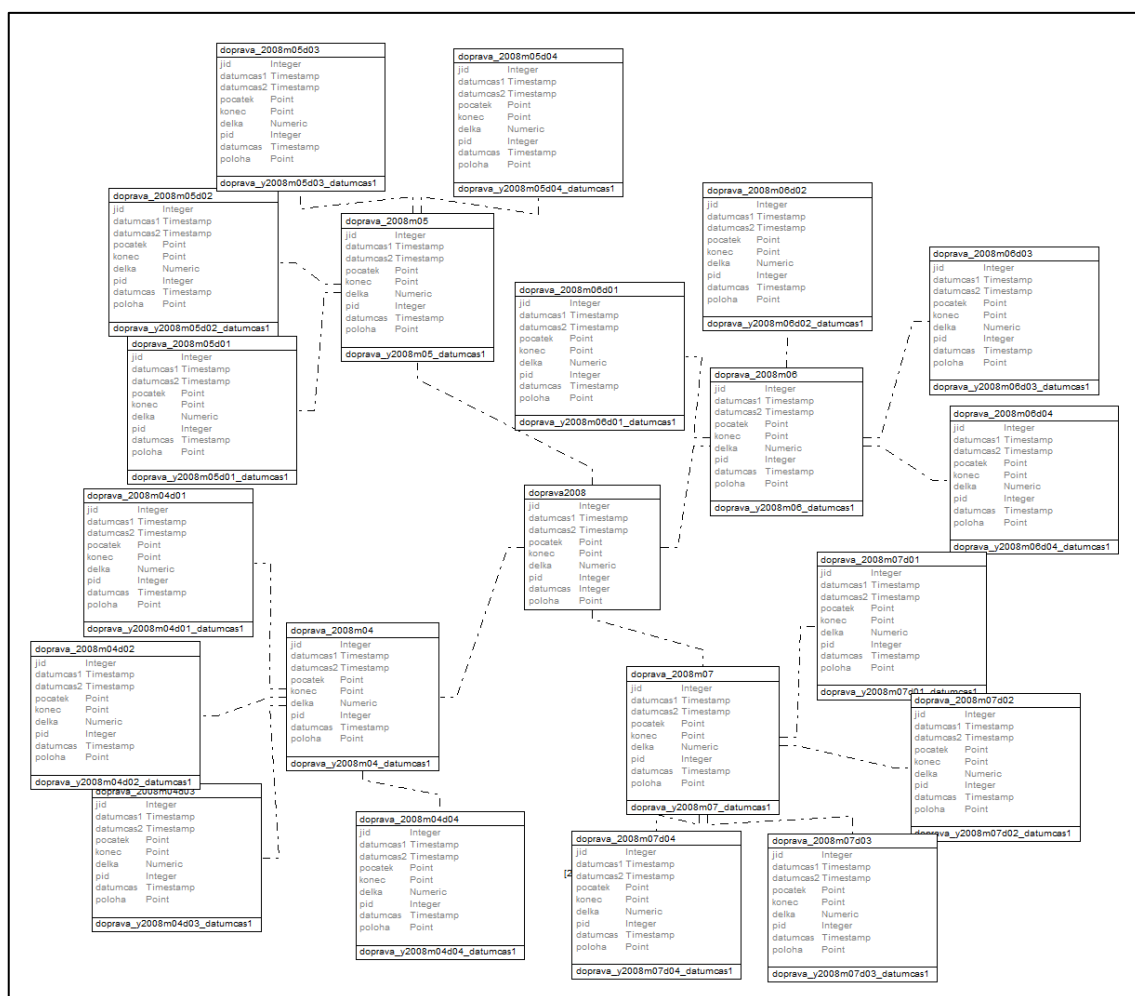 doprava_2008m05d03
jid Integer
datumcas1 Timestamp
datumcas2 Timestamp
pocatek Point
konec Point
delka Numeric
pid Integer
datumcas Timestamp
poloha Point
doprava_y2008m05d03_datumcas1
doprava_2008m05d04
jid Integer
datumcas1 Timestamp
datumcas2 Timestamp
pocatek Point
konec Point
delka Numeric
pid Integer
datumcas Timestamp
poloha Point
doprava_y2008m05d04_datumcas1
doprava_2008m05d02
jid Integer
datumcas1 Timestamp
datumcas2 Timestamp
pocatek Point
konec Point
delka Numeric
pid Integer
datumcas Timestamp
poloha Point
doprava_y2008m05d02_datumcas1
doprava_2008m05
jid Integer
datumcas1 Timestamp
datumcas2 Timestamp
pocatek Point
konec Point
delka Numeric
pid Integer
datumcas Timestamp
poloha Point
doprava_y2008m05_datumcas1
doprava_2008m06d02
jid Integer
datumcas1 Timestamp
datumcas2 Timestamp
pocatek Point
konec Point
delka Numeric
pid Integer
datumcas Timestamp
poloha Point
doprava_y2008m06d02_datumcas1
doprava_2008m06d03
jid Integer
datumcas1 Timestamp
datumcas2 Timestamp
pocatek Point
konec Point
delka Numeric
pid Integer
datumcas Timestamp
poloha Point
doprava_y2008m06d03_datumcas1
doprava_2008m06d01
jid Integer
datumcas1 Timestamp
datumcas2 Timestamp
pocatek Point
konec Point
delka Numeric
pid Integer
datumcas Timestamp
poloha Point
doprava_y2008m06d01_datumcas1
doprava_2008m05d01
jid Integer
datumcas1 Timestamp
datumcas2 Timestamp
pocatek Point
konec Point
delka Numeric
pid Integer
datumcas Timestamp
poloha Point
doprava_y2008m05d01_datumcas1
doprava_2008m06
jid Integer
datumcas1 Timestamp
datumcas2 Timestamp
pocatek Point
konec Point
delka Numeric
pid Integer
datumcas Timestamp
poloha Point
doprava_y2008m06_datumcas1
doprava_2008m06d04
jid Integer
datumcas1 Timestamp
datumcas2 Timestamp
pocatek Point
konec Point
delka Numeric
pid Integer
datumcas Timestamp
poloha Point
doprava_y2008m06d04_datumcas1
doprava_2008m04d01
jid Integer
datumcas1 Timestamp
datumcas2 Timestamp
pocatek Point
konec Point
delka Numeric
pid Integer
datumcas Timestamp
poloha Point
doprava_y2008m04d01_datumcas1
doprava2008
jid Integer
datumcas1 Timestamp
datumcas2 Timestamp
pocatek Point
konec Point
delka Numeric
pid Integer
datumcas Integer
poloha Point
doprava_2008m07d01
jid Integer
datumcas1 Timestamp
datumcas2 Timestamp
pocatek Point
konec Point
delka Numeric
pid Integer
datumcas Timestamp
poloha Point
doprava_y2008m07d01_datumcas1
doprava_2008m04
jid Integer
datumcas1 Timestamp
datumcas2 Timestamp
pocatek Point
konec Point
delka Numeric
pid Integer
datumcas Timestamp
poloha Point
doprava_y2008m04_datumcas1
doprava_2008m04d02
jid Integer
datumcas1 Timestamp
datumcas2 Timestamp
pocatek Point
konec Point
delka Numeric
pid Integer
datumcas Timestamp
poloha Point
doprava_y2008m04d02_datumcas1
doprava_2008m07
jid Integer
datumcas1 Timestamp
datumcas2 Timestamp
pocatek Point
konec Point
delka Numeric
pid Integer
datumcas Timestamp
poloha Point
doprava_y2008m07_datumcas1
doprava_2008m07d02
jid Integer
datumcas1 Timestamp
datumcas2 Timestamp
pocatek Point
konec Point
delka Numeric
pid Integer
datumcas Timestamp
poloha Point
doprava_y2008m07d02_datumcas1
doprava_2008m04d03
jid Integer
datumcas1 Timestamp
datumcas2 Timestamp
pocatek Point
konec Point
delka Numeric
pid Integer
datumcas Timestamp
poloha Point
doprava_y2008m04d03_datumcas1
doprava_2008m04d04
jid Integer
datumcas1 Timestamp
datumcas2 Timestamp
pocatek Point
konec Point
delka Numeric
pid Integer
datumcas Timestamp
poloha Point
doprava_y2008m04d04_datumcas1
[2
doprava_2008m07d04
jid Integer
datumcas1 Timestamp
datumcas2 Timestamp
pocatek Point
konec Point
delka Numeric
pid Integer
datumcas Timestamp
poloha Point
doprava_y2008m07d04_datumcas1
doprava_2008m07d03
jid Integer
datumcas1 Timestamp
datumcas2 Timestamp
pocatek Point
konec Point
delka Numeric
pid Integer
datumcas Timestamp
poloha Point
doprava_y2008m07d03_datumcas1